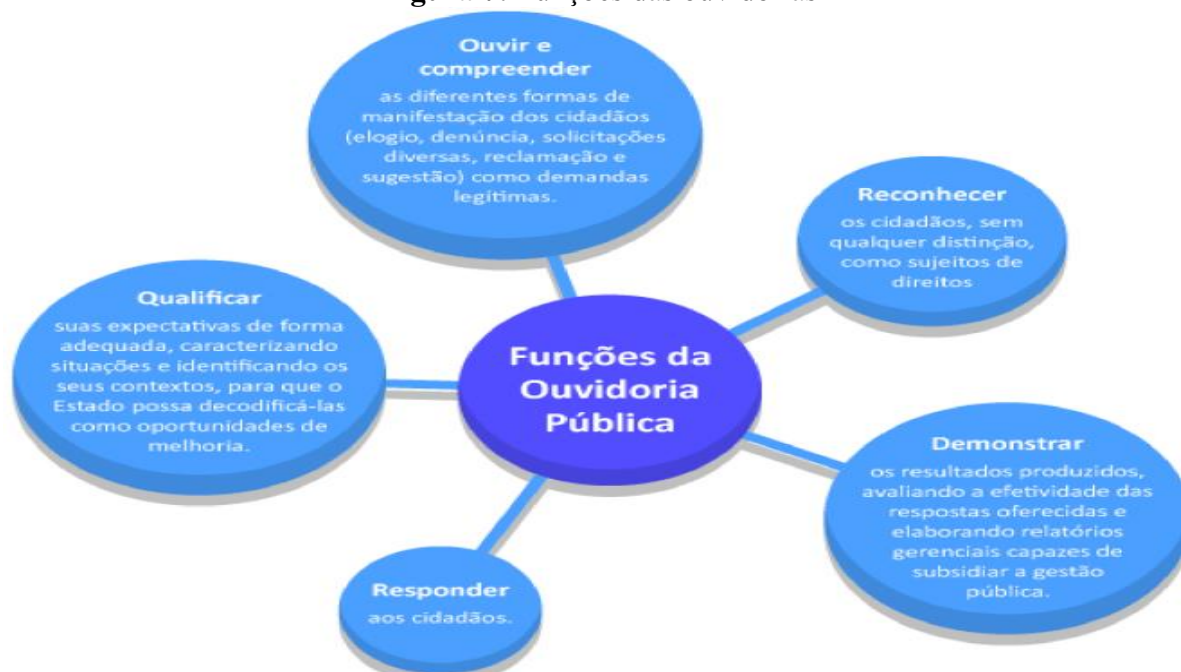 Ouvir e
compreender
as diferentes formas de
manifestação dos cidadãos
(elogio, denúncia, solicitações
diversas, reclamação e
sugestão) como demandas
legítimas.
Reconhecer
os cidadãos, sem
qualquer distinção,
como sujeitos de
direitos
Qualificar
suas expectativas de forma
adequada, caracterizando
situações e identificando os
seus contextos, para que o
Estado possa decodificá-las
como oportunidades de
melhoria.
Funções da
Ouvidoria
Pública
Demonstrar
os resultados produzidos,
avaliando a efetividade das
respostas oferecidas e
elaborando relatórios
gerenciais capazes de
subsidiar a gestão
pública.
Responder
aos cidadãos.